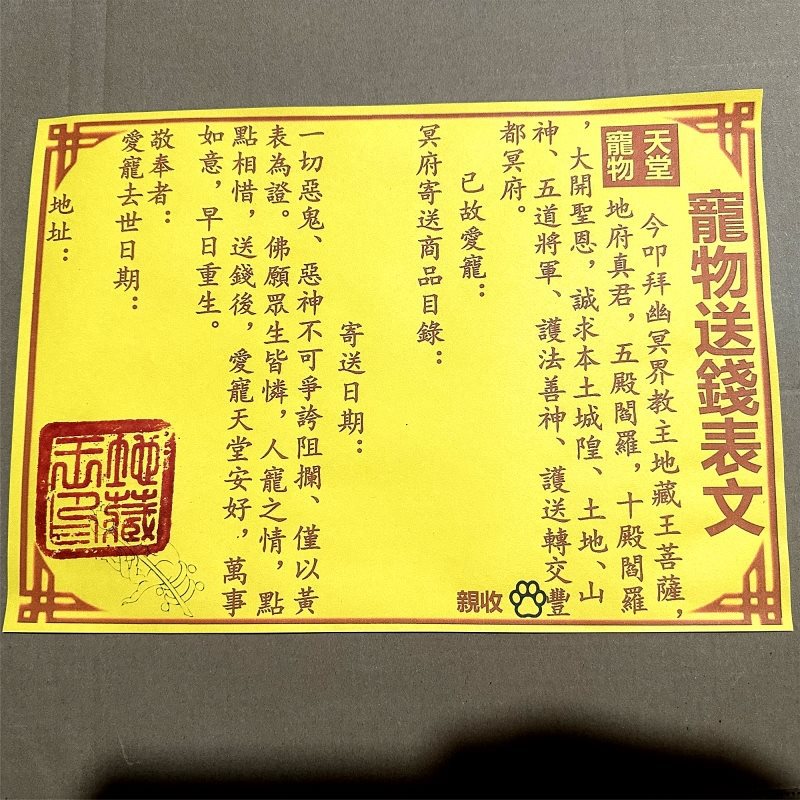 寵物送錢表文
天堂
寵物
今叩拜幽冥界教主地藏王菩薩，
地府真君，五殿閻羅，十殿閻羅
，大開聖恩，誠求本土城隍、土地、山
神、五道將軍、護法善神、護送轉交豐
都冥府。
已故愛寵：
親收
冥府寄送商品目錄：
寄送日期：
一切惡鬼、惡神不可爭誇阻攔、僅以黃
表為證。佛願眾生皆憐，人寵之情，點
點相惜，送錢後，愛寵天堂安好，萬事
如意，早日重生。
敬奉者：
愛寵去世日期：
地址：
地藏
王印